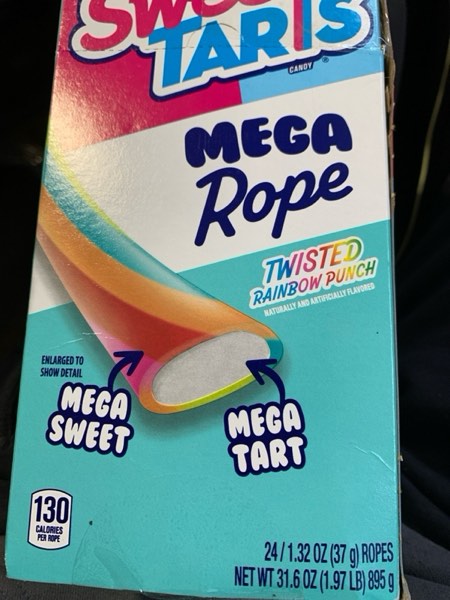 SWEE
TARTS
CANDY ®
MEGA
Rope
TWISTED
RAINBOW PUNCH
NATURALLY AND ARTIFICIALLY FLAVORED
ENLARGED TO
SHOW DETAIL
MEGA
SWEET
MEGA
TART
130
CALORIES
PER ROPE
24 / 1.32 OZ (37 g) ROPES
NET WT 31.6 OZ (1.97 LB) 895 g